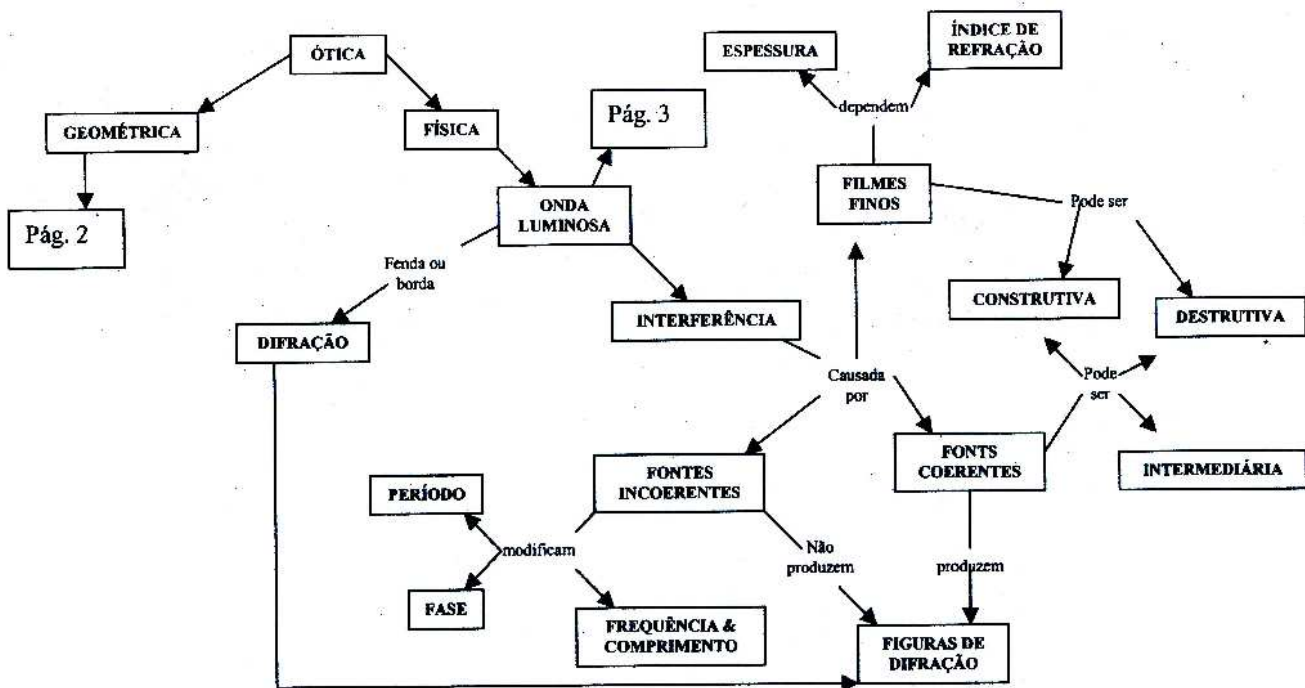 ÓTICA
ESPESSURA
ÍNDICE DE
REFRAÇÃO
dependem
GEOMÉTRICA
FÍSICA
Pág. 3
Pág. 2
ONDA
LUMINOSA
FILMES
FINOS
Pode ser
Fenda ou
borda
DIFRAÇÃO
INTERFERÊNCIA
CONSTRUTIVA
DESTRUTIVA
Causada
por
Pode
ser
FONTES
INCOERENTES
FONTS
COERENTES
INTERMEDIÁRIA
PERÍODO
modificam
Não
produzem
produzem
FASE
FREQUÊNCIA &
COMPRIMENTO
FIGURAS DE
DIFRAÇÃO